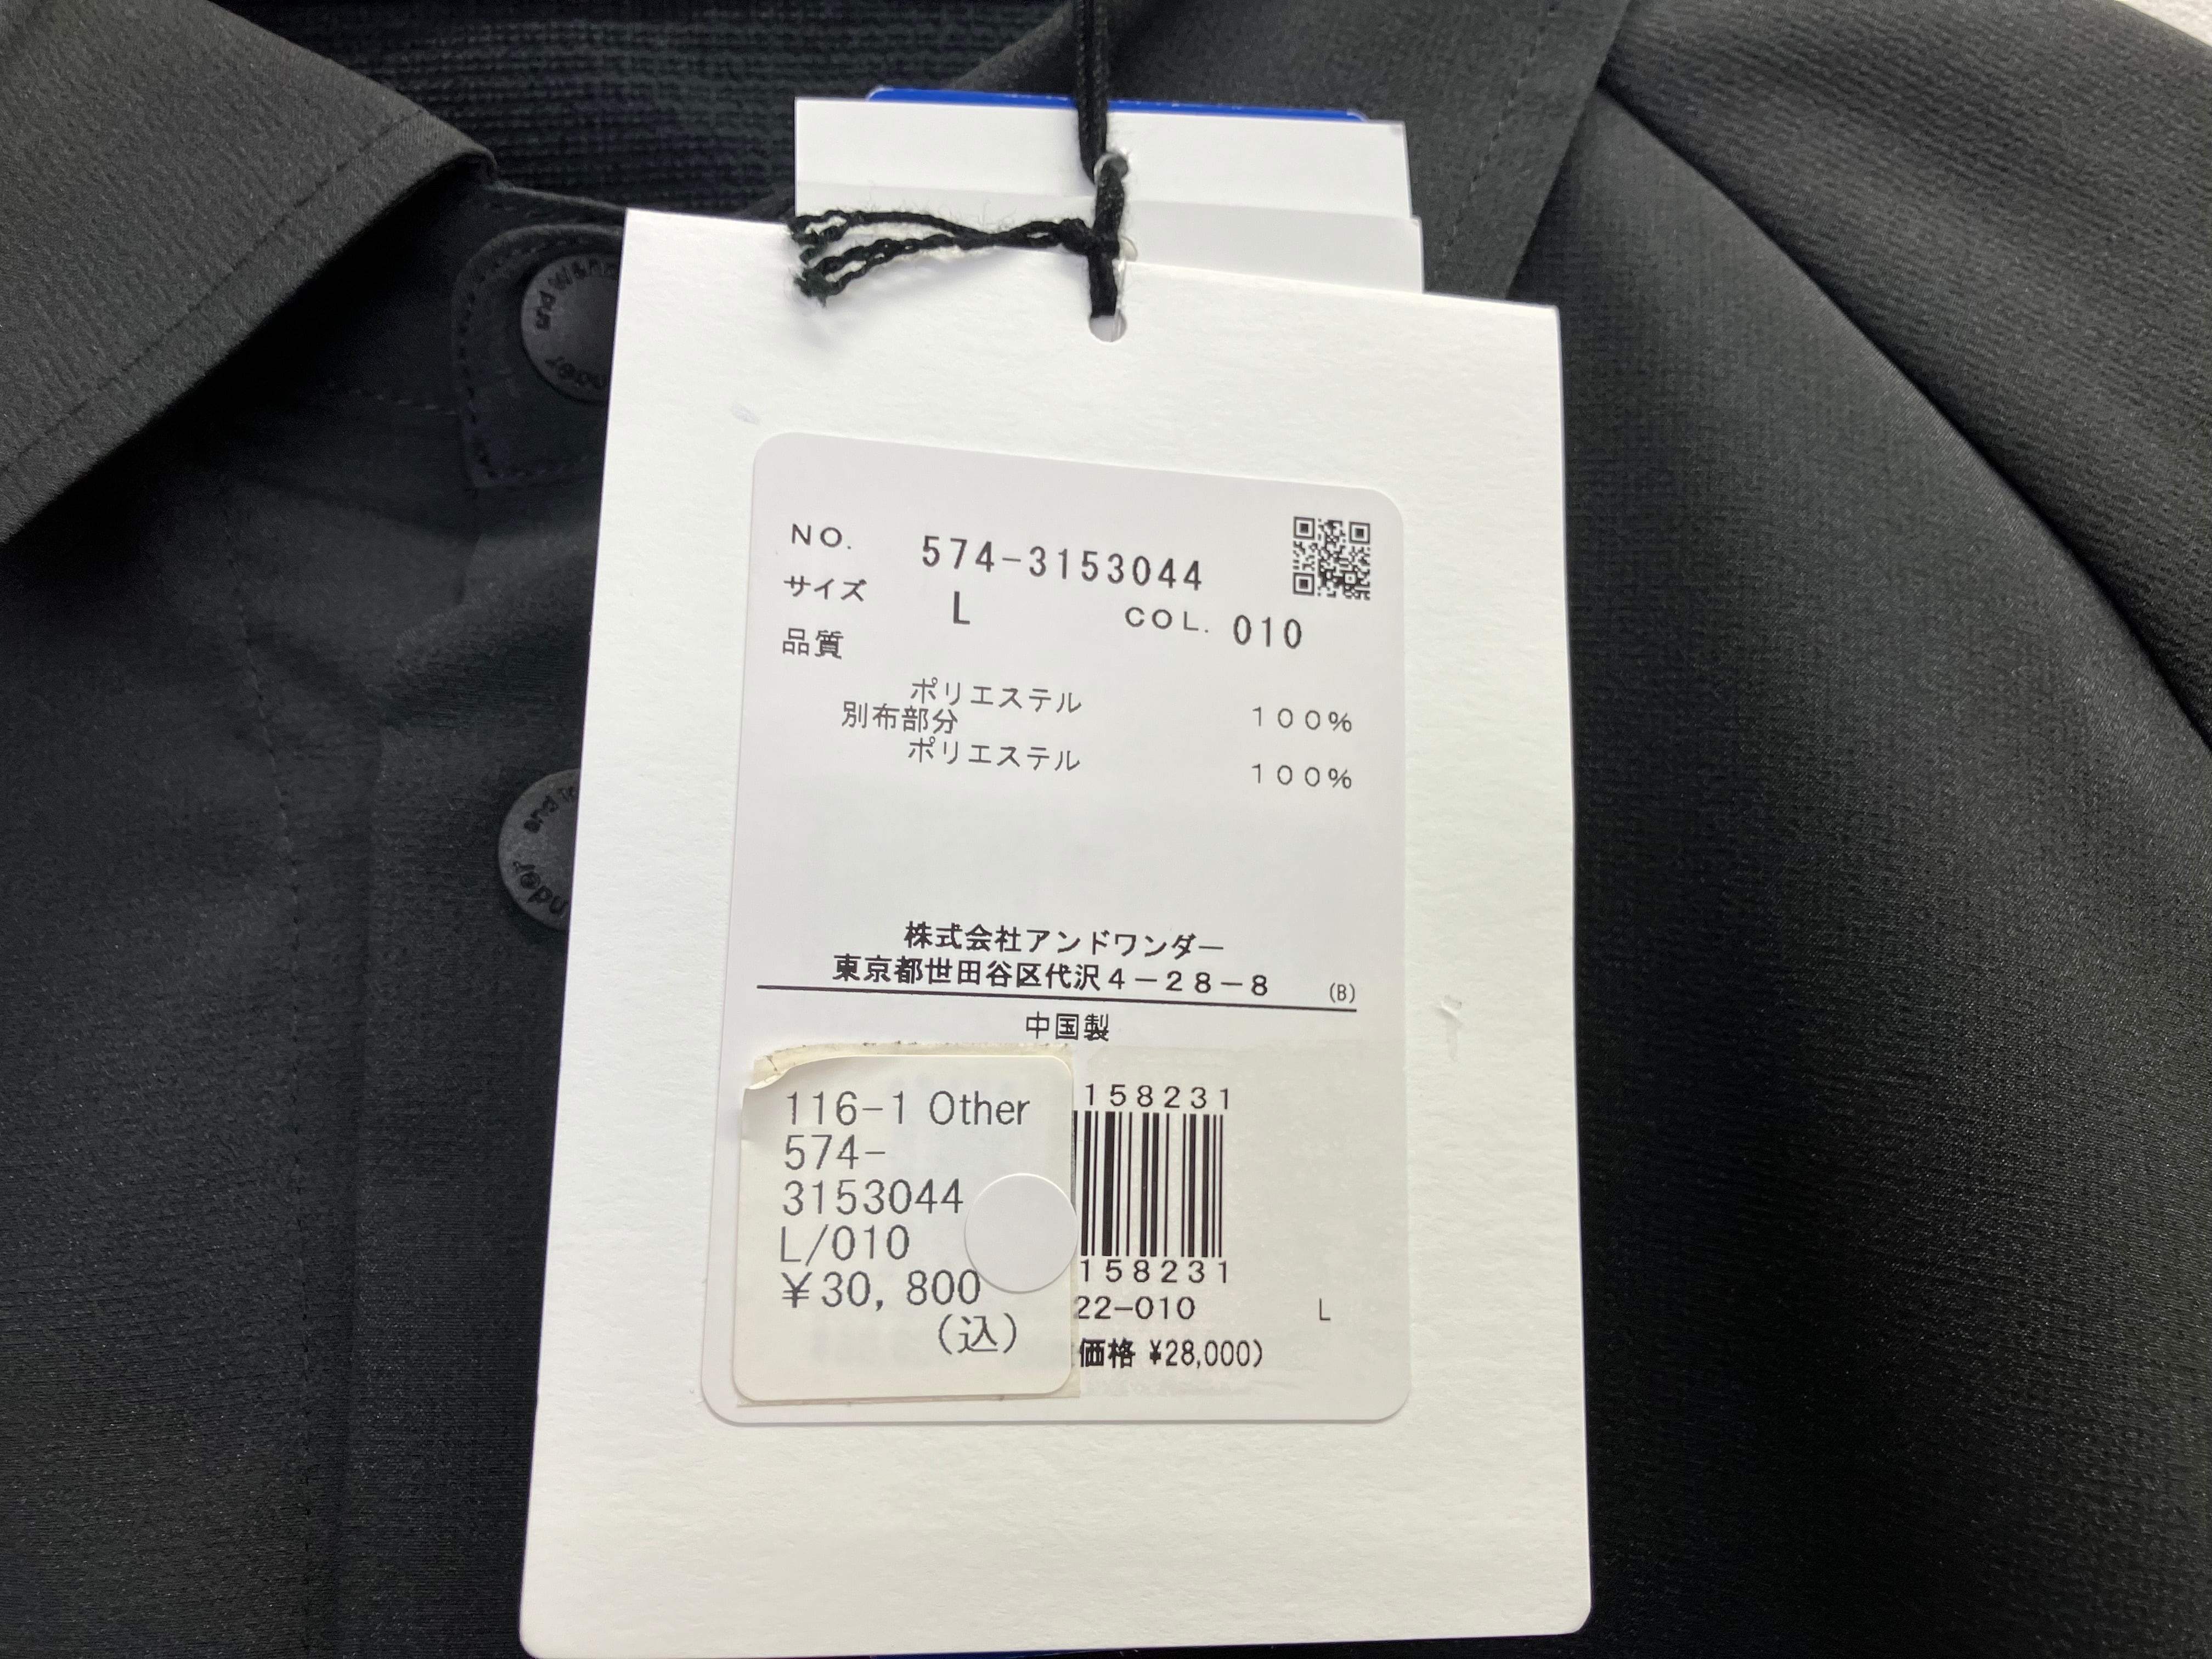 NO. 574-3153044
サイズ L COL. 010
品質
ポリエステル 100%
別布部分
ポリエステル 100%
株式会社アンドワンダー
東京都世田谷区代沢4-28-8 (B)
中国製
116-1 Other
574-
3153044
L/010
¥30,800
(込)
158231
158231
22-010 L
価格 ¥28,000)